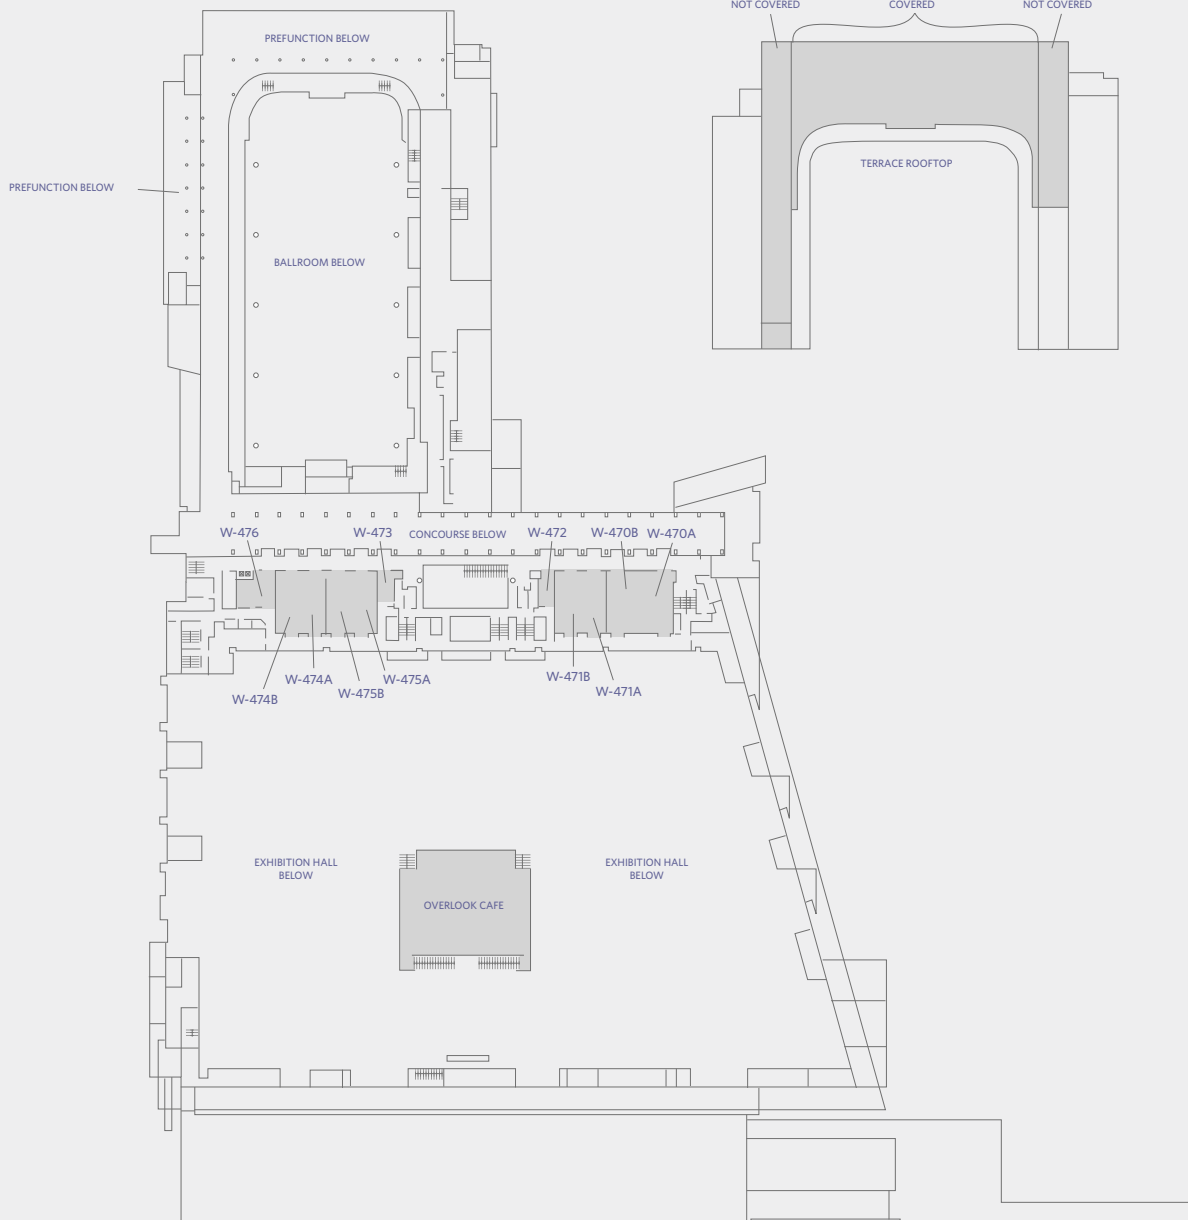 NOT COVERED
COVERED
NOT COVERED
PREFUNCTION BELOW
TERRACE ROOFTOP
PREFUNCTION BELOW
BALLROOM BELOW
W-476
W-473
CONCOURSE BELOW
W-472
W-470B
W-470A
W-474B
W-474A
W-475B
W-475A
W-471B
W-471A
EXHIBITION HALL
BELOW
EXHIBITION HALL
BELOW
OVERLOOK CAFE